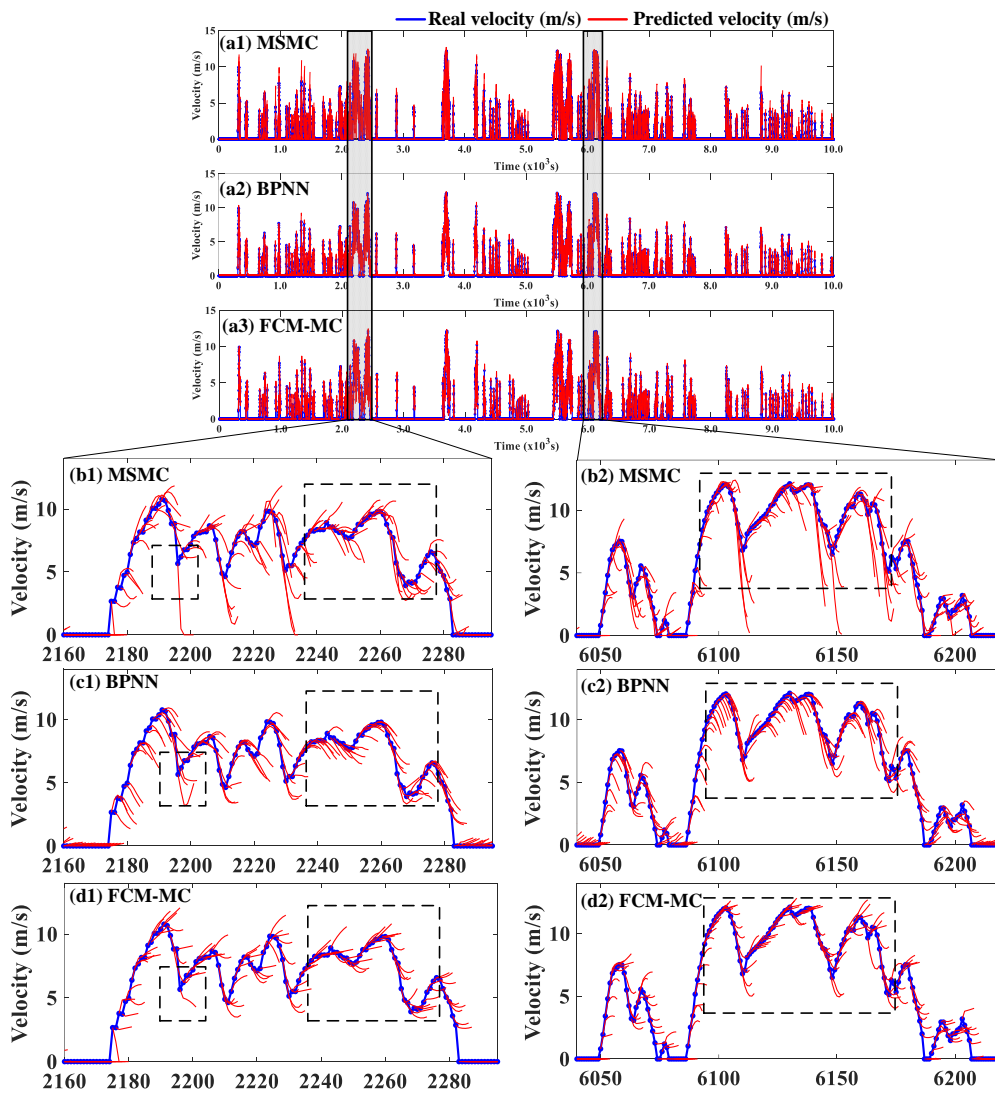 Real velocity (m/s) Predicted velocity (m/s)
(a1) MSMC
Velocity (m/s)
15
10
5
0
0 1.0 2.0 3.0 4.0 5.0 6.0 7.0 8.0 9.0 10.0
Time (x10³s)
(a2) BPNN
Velocity (m/s)
15
10
5
0
0 1.0 2.0 3.0 4.0 5.0 6.0 7.0 8.0 9.0 10.0
Time (x10³s)
(a3) FCM-MC
Velocity (m/s)
15
10
5
0
0 1.0 2.0 3.0 4.0 5.0 6.0 7.0 8.0 9.0 10.0
Time (x10³s)
(b1) MSMC
Velocity (m/s)
10
5
0
2160 2180 2200 2220 2240 2260 2280
(b2) MSMC
Velocity (m/s)
10
5
0
6050 6100 6150 6200
(c1) BPNN
Velocity (m/s)
10
5
0
2160 2180 2200 2220 2240 2260 2280
(c2) BPNN
Velocity (m/s)
10
5
0
6050 6100 6150 6200
(d1) FCM-MC
Velocity (m/s)
10
5
0
2160 2180 2200 2220 2240 2260 2280
(d2) FCM-MC
Velocity (m/s)
10
5
0
6050 6100 6150 6200